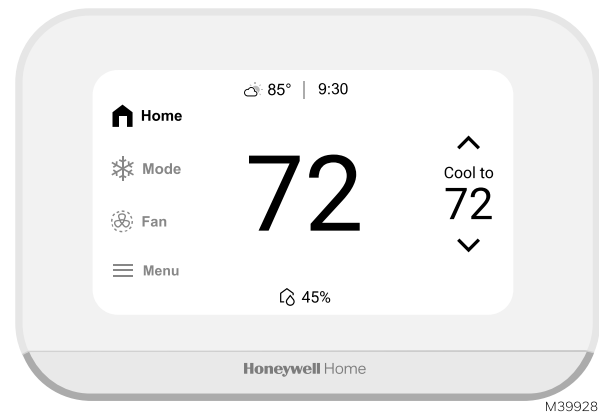 85° | 9:30
Home
Mode
Fan
Menu
72
Cool to
72
45%
Honeywell Home
M39928